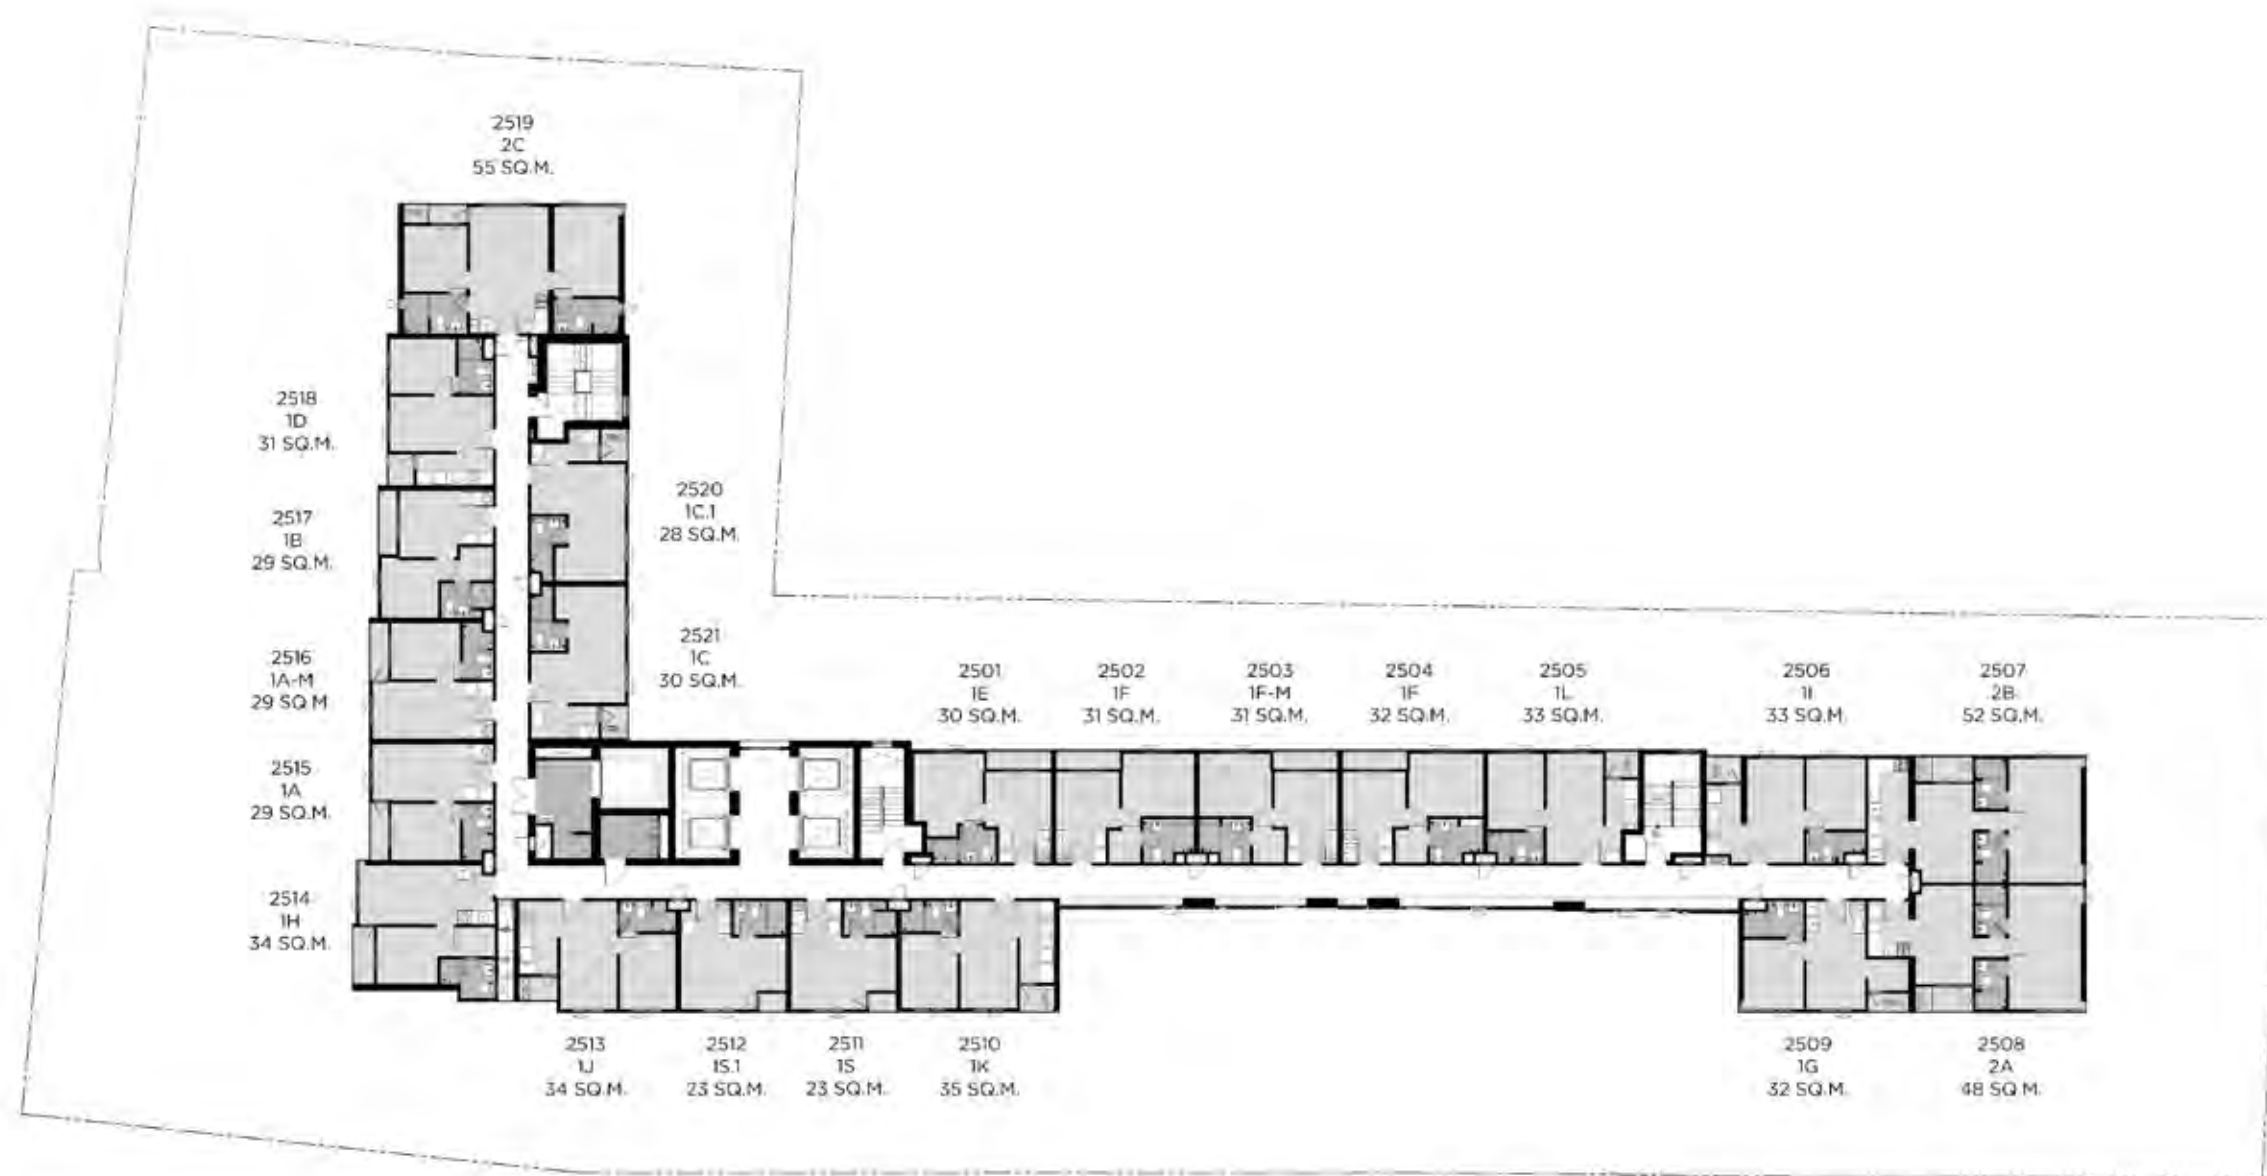 2519
2C
55 SQ.M.
2518
1D
31 SQ.M.
2517
1B
29 SQ.M.
2516
1A-M
29 SQ.M
2515
1A
29 SQ.M.
2514
1H
34 SQ.M.
2520
1C.1
28 SQ.M.
2521
1C
30 SQ.M.
2501
1E
30 SQ.M.
2502
1F
31 SQ.M.
2503
1F-M
31 SQ.M.
2504
1F
32 SQ.M.
2505
1L
33 SQ.M.
2506
1I
33 SQ.M.
2507
2B
52 SQ.M.
2513
1J
34 SQ.M.
2512
1S.1
23 SQ.M.
2511
1S
23 SQ.M.
2510
1K
35 SQ.M.
2509
1G
32 SQ.M.
2508
2A
48 SQ M.